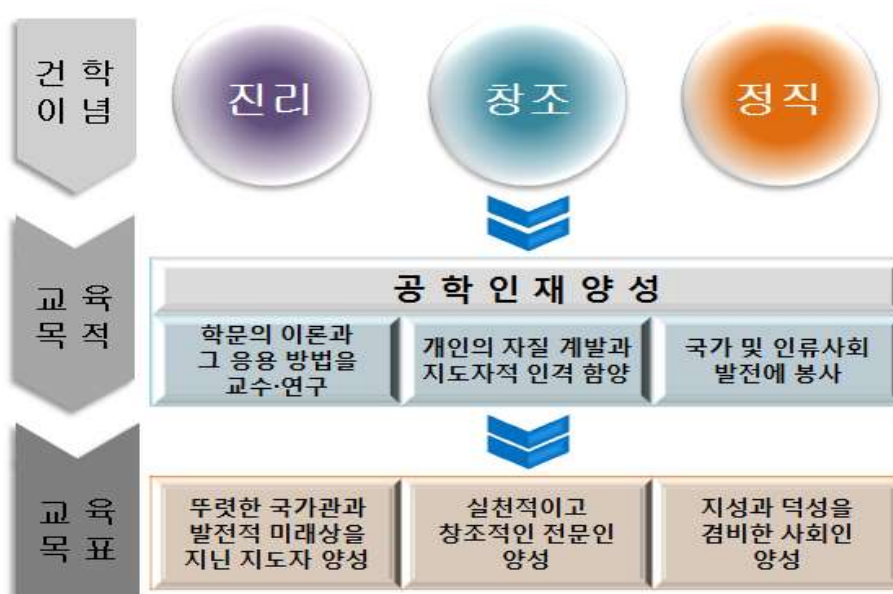 건 학
이 념
진리
창조
정직
교 육
목 적
공 학 인 재 양 성
학문의 이론과
그 응용 방법을
교수·연구
개인의 자질 계발과
지도자적 인격 함양
국가 및 인류사회
발전에 봉사
교 육
목 표
뚜렷한 국가관과
발전적 미래상을
지닌 지도자 양성
실천적이고
창조적인 전문인
양성
지성과 덕성을
겸비한 사회인
양성